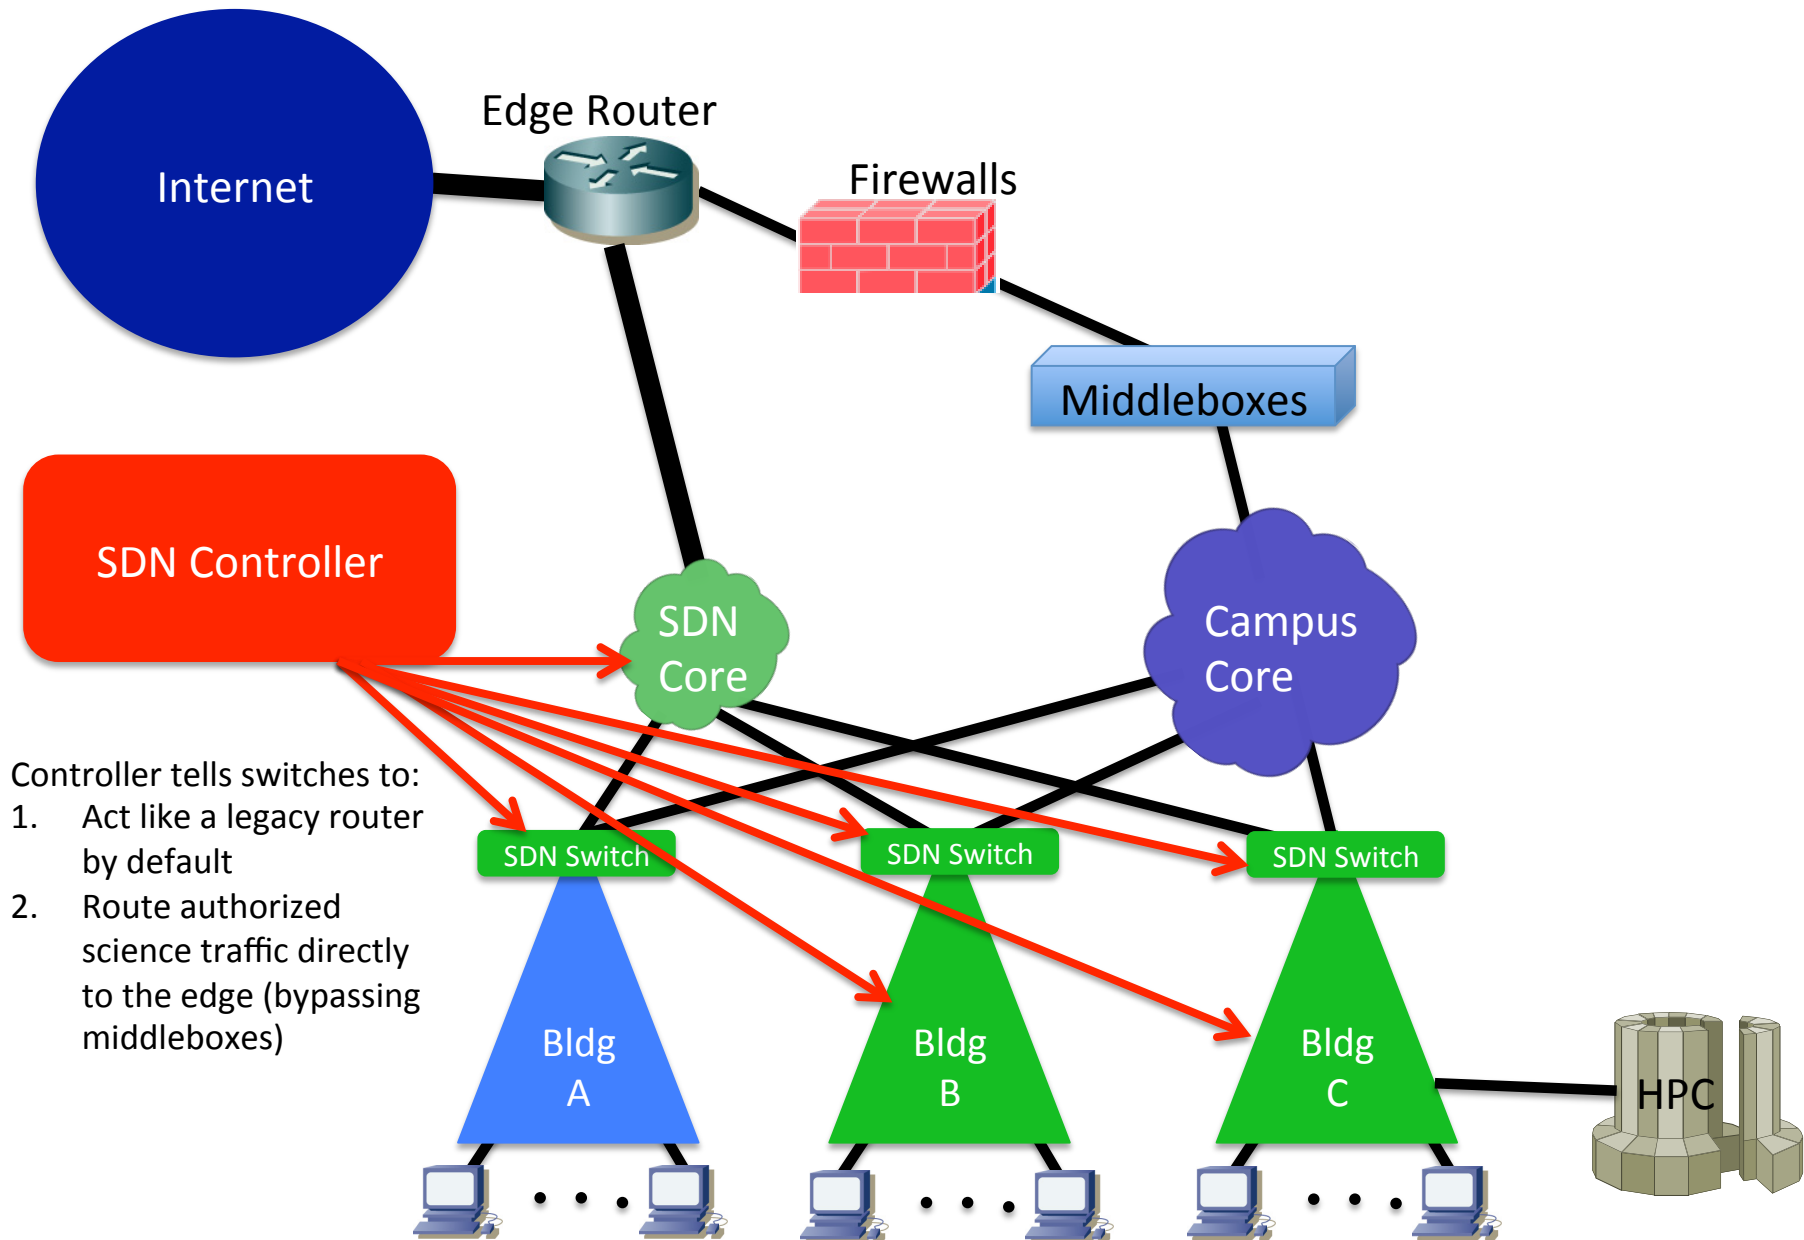 Edge Router
Internet
Firewalls
Middleboxes
SDN Controller
SDN
Core
Campus
Core
Controller tells switches to:
1. Act like a legacy router
by default
2. Route authorized
science traffic directly
to the edge (bypassing
middleboxes)
SDN Switch
SDN Switch
SDN Switch
Bldg
A
Bldg
B
Bldg
C
HPC